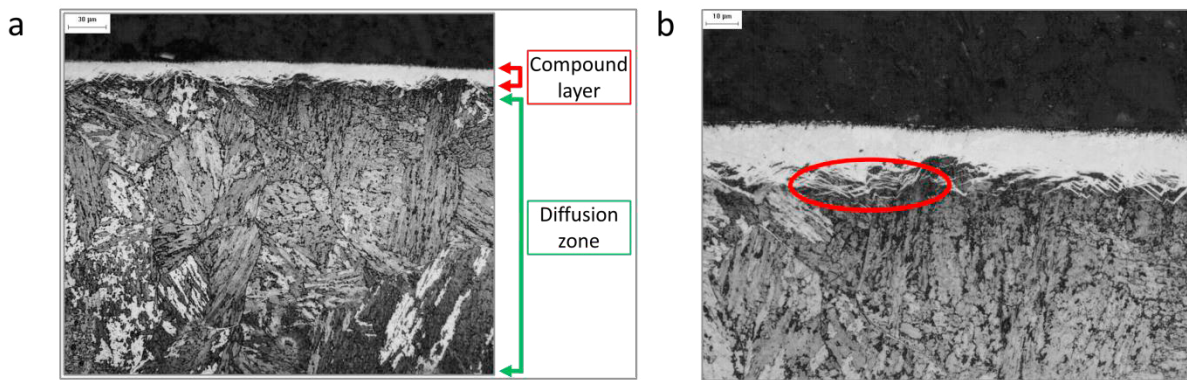 a
30 µm
Compound
layer
Diffusion
zone
b
10 µm